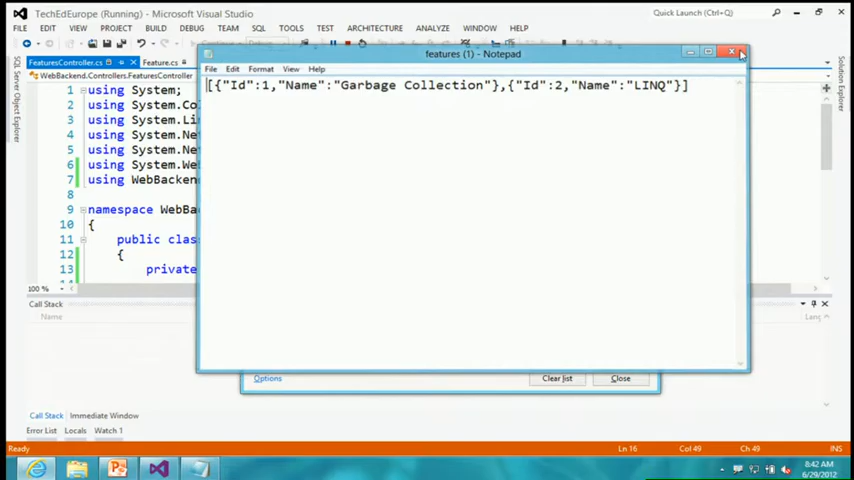 TechEdEurope (Running) - Microsoft Visual Studio
Quick Launch (Ctrl+Q)
FILE EDIT VIEW PROJECT BUILD DEBUG TEAM SQL TOOLS TEST ARCHITECTURE ANALYZE WINDOW HELP
FeaturesController.cs Feature.cs
WebBackend.Controllers.FeaturesController
features (1) - Notepad
File Edit Format View Help
[{"Id":1,"Name":"Garbage Collection"},{"Id":2,"Name":"LINQ"}]
SQL Server Object Explorer
Solution Explorer
1 using System;
2 using System.Co
3 using System.Li
4 using System.Ne
5 using System.Ne
6 using System.We
7 using WebBacken
8
9 namespace WebBa
10 {
11 public clas
12 {
13 private
100 %
Call Stack
Name
Lang
Options
Clear list
Close
Call Stack Immediate Window
Error List Locals Watch 1
Ready
Ln 16
Col 49
Ch 49
INS
8:42 AM
6/29/2012